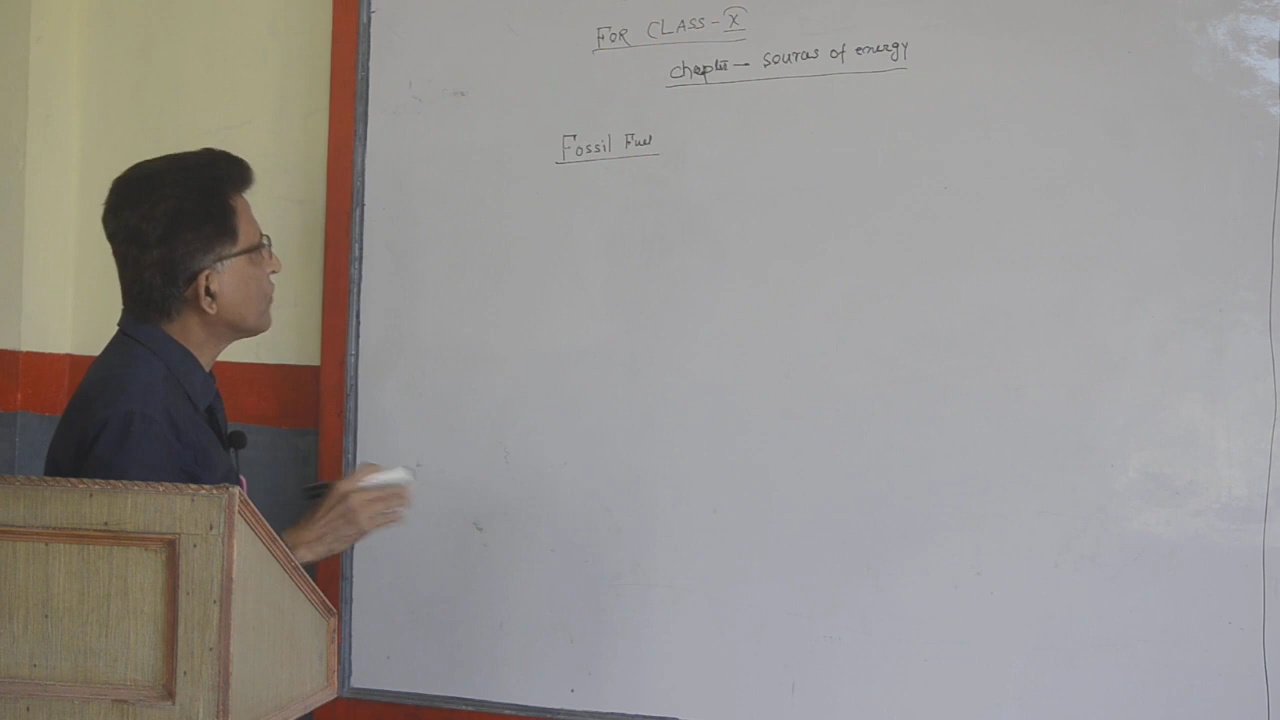 FOR CLASS - X
chapter - sources of energy
Fossil Fuel